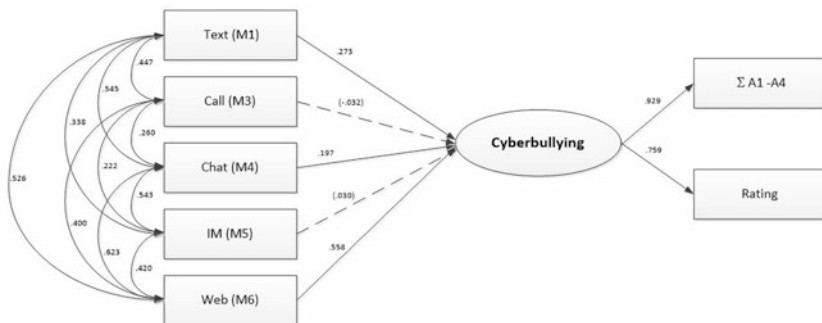 Text (M1)
.273
.447
Σ A1 -A4
Call (M3)
(-.032)
.545
.929
.338
.260
Cyberbullying
Chat (M4)
.197
.526
.222
.759
.543
(.030)
.400
IM (M5)
Rating
.558
.623
.420
Web (M6)